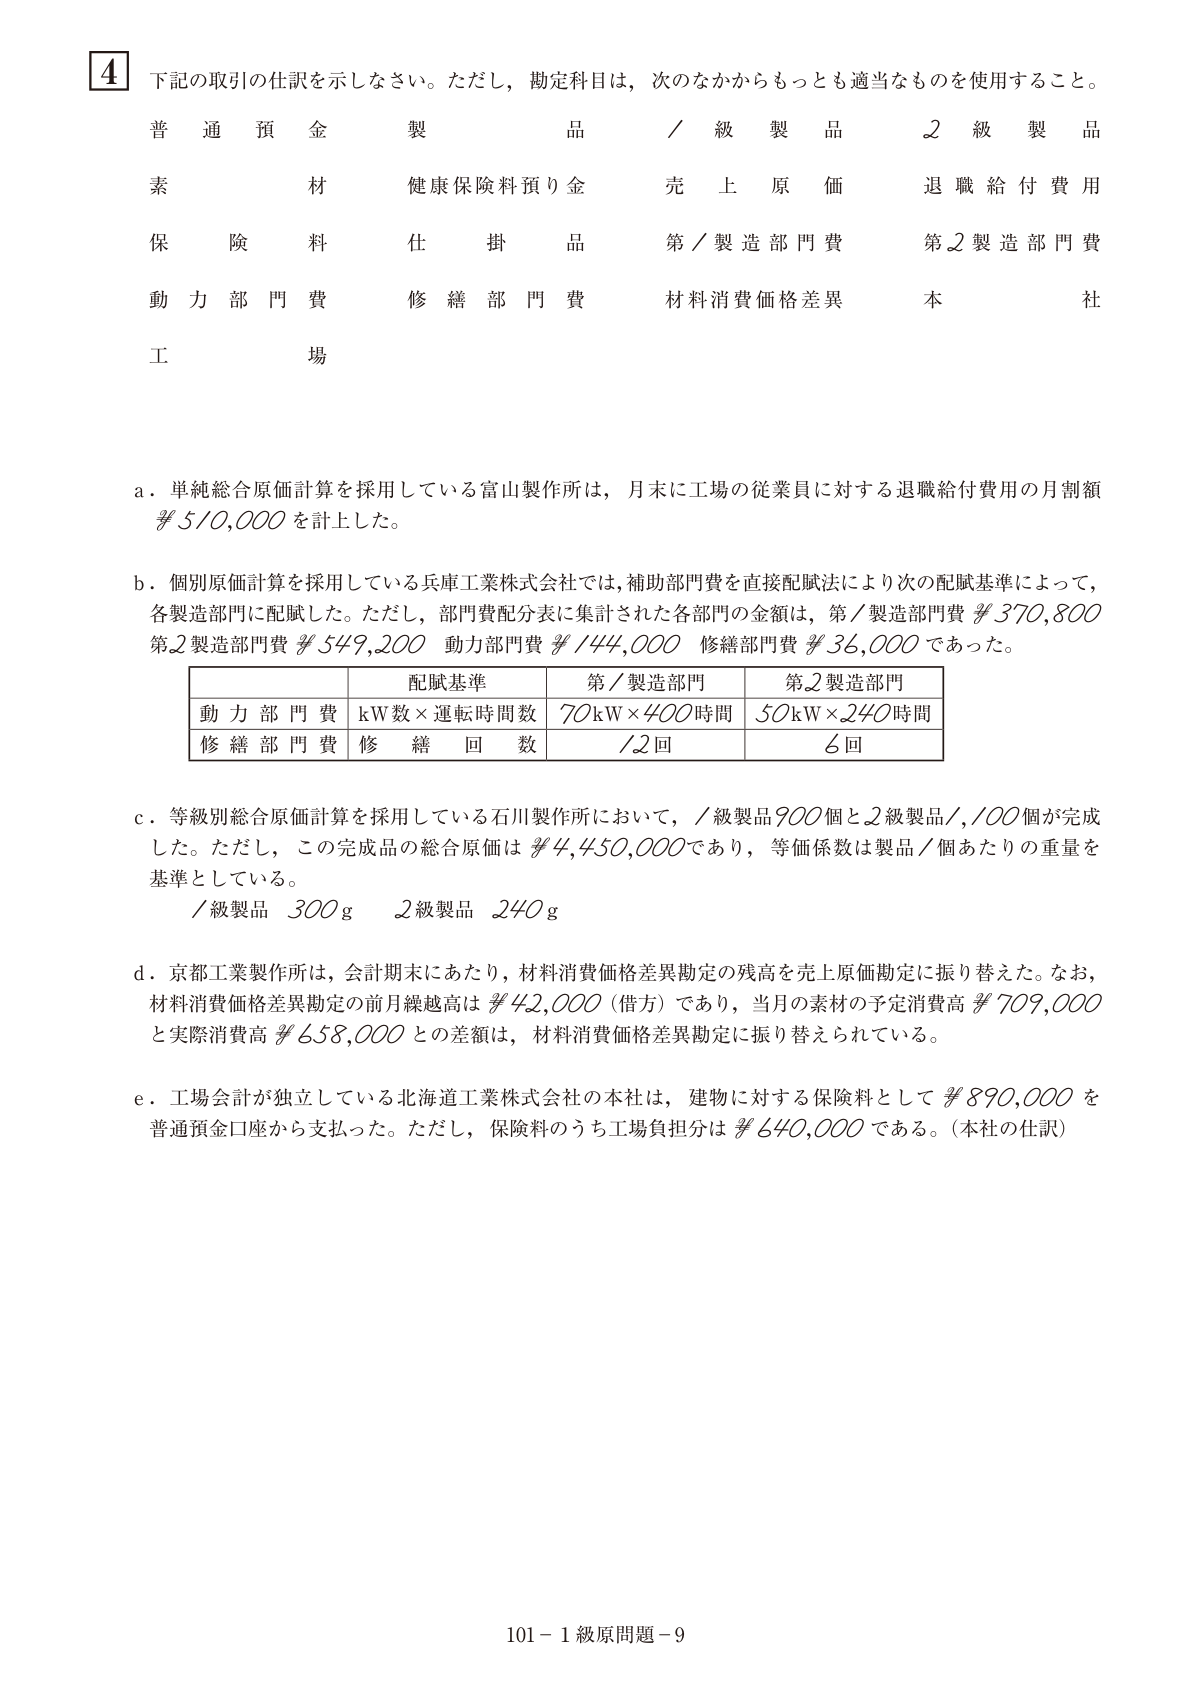 4 下記の取引の仕訳を示しなさい。ただし，勘定科目は，次のなかからもっとも適当なものを使用すること。
普通預金 製品 1級製品 2級製品
素材 健康保険料預り金 売上原価 退職給付費用
保険料 仕掛品 第1製造部門費 第2製造部門費
動力部門費 修繕部門費 材料消費価格差異 本社
工場
a．単純総合原価計算を採用している富山製作所は，月末に工場の従業員に対する退職給付費用の月割額
¥510,000 を計上した。
b．個別原価計算を採用している兵庫工業株式会社では，補助部門費を直接配賦法により次の配賦基準によって，
各製造部門に配賦した。ただし，部門費配分表に集計された各部門の金額は，第1製造部門費 ¥370,800
第2製造部門費 ¥549,200 動力部門費 ¥144,000 修繕部門費 ¥36,000 であった。
配賦基準 第1製造部門 第2製造部門
動力部門費 kW数×運転時間数 70kW×400時間 50kW×240時間
修繕部門費 修繕回数 12回 6回
c．等級別総合原価計算を採用している石川製作所において，1級製品900個と2級製品1,100個が完成
した。ただし，この完成品の総合原価は ¥4,450,000であり，等価係数は製品1個あたりの重量を
基準としている。
1級製品 300g 2級製品 240g
d．京都工業製作所は，会計期末にあたり，材料消費価格差異勘定の残高を売上原価勘定に振り替えた。なお，
材料消費価格差異勘定の前月繰越高は ¥42,000（借方）であり，当月の素材の予定消費高 ¥709,000
と実際消費高 ¥658,000 との差額は，材料消費価格差異勘定に振り替えられている。
e．工場会計が独立している北海道工業株式会社の本社は，建物に対する保険料として ¥890,000 を
普通預金口座から支払った。ただし，保険料のうち工場負担分は ¥640,000 である。（本社の仕訳）
101－1級原問題－9